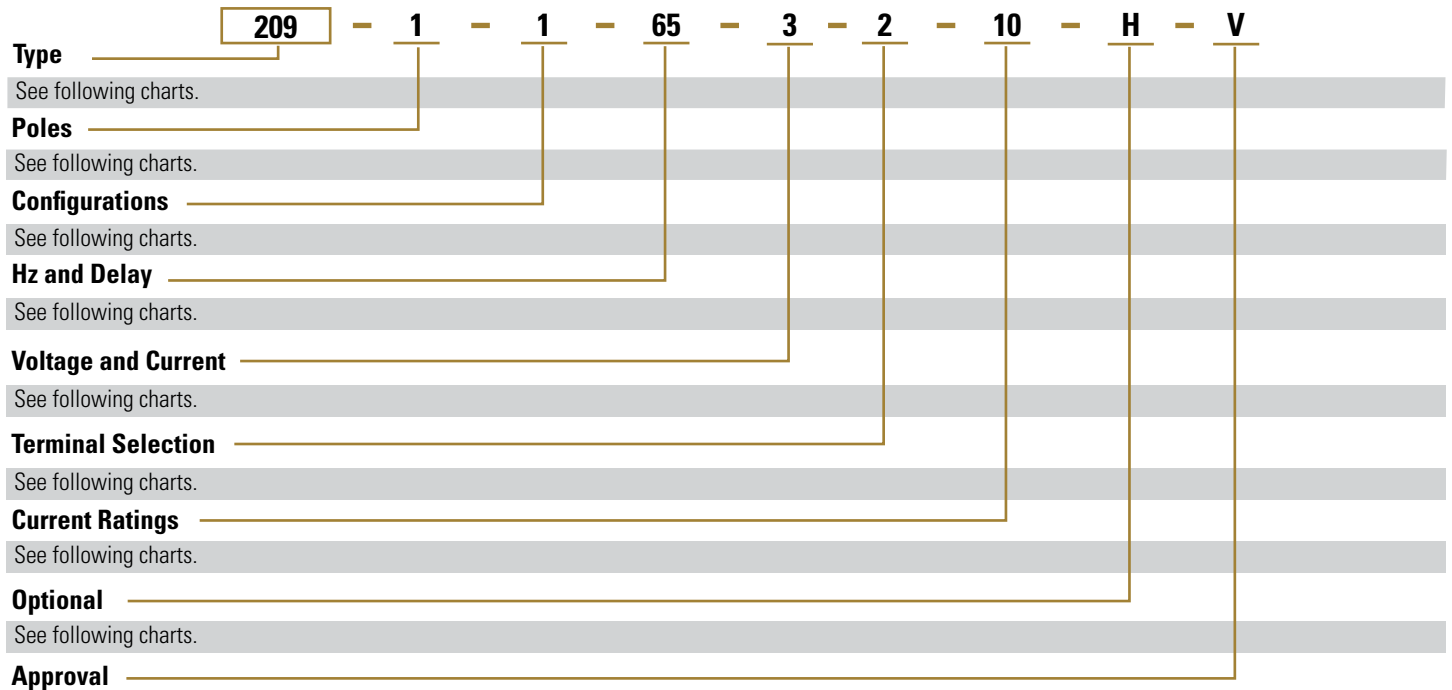 209 – 1 – 1 – 65 – 3 – 2 – 10 – H – V
Type
See following charts.
Poles
See following charts.
Configurations
See following charts.
Hz and Delay
See following charts.
Voltage and Current
See following charts.
Terminal Selection
See following charts.
Current Ratings
See following charts.
Optional
See following charts.
Approval